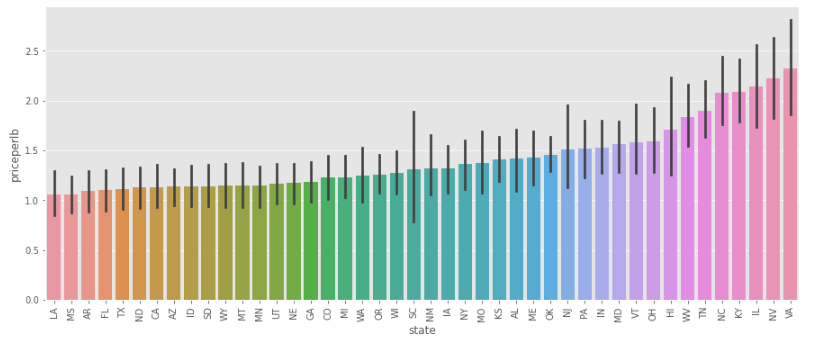 priceperlb
2.5
2.0
1.5
1.0
0.5
0.0
LA MS AR FL TX ND CA AZ ID SD WY MT MN UT NE GA CO MI WA OR WI SC NM IA NY MO KS AL ME OK NJ PA IN MD VT OH HI WV TN NC KY IL NV VA
state